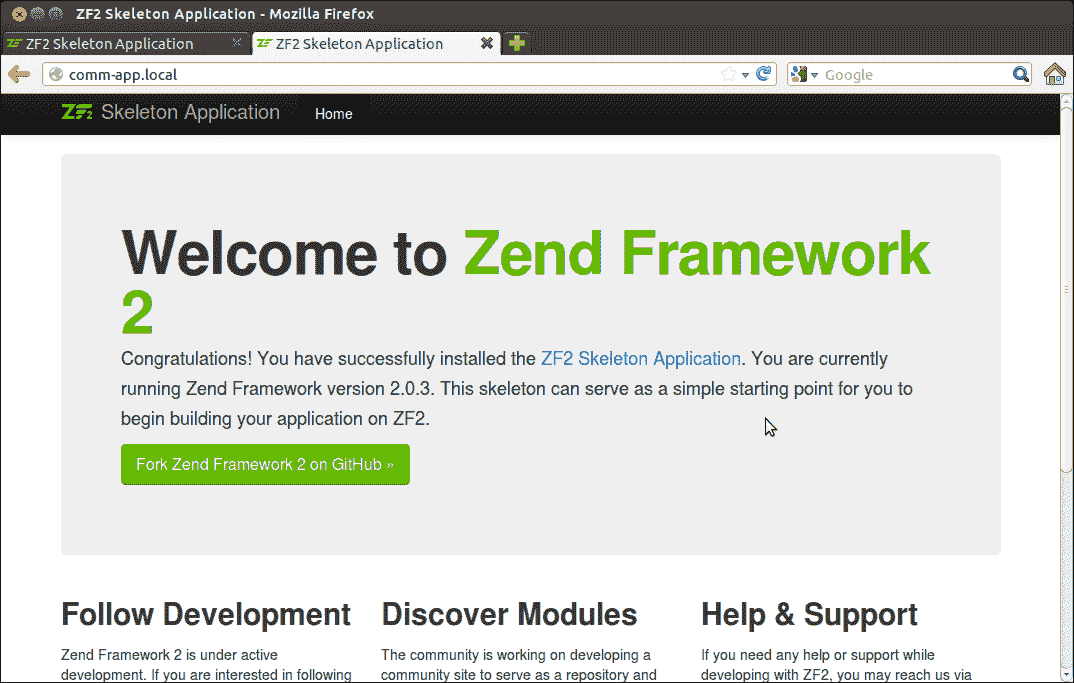 ZF2 Skeleton Application - Mozilla Firefox
ZF2 Skeleton Application
ZF2 Skeleton Application
comm-app.local
Google
ZF2 Skeleton Application
Home
Welcome to Zend Framework
2
Congratulations! You have successfully installed the ZF2 Skeleton Application. You are currently
running Zend Framework version 2.0.3. This skeleton can serve as a simple starting point for you to
begin building your application on ZF2.
Fork Zend Framework 2 on GitHub »
Follow Development
Zend Framework 2 is under active
development. If you are interested in following
Discover Modules
The community is working on developing a
community site to serve as a repository and
Help & Support
If you need any help or support while
developing with ZF2, you may reach us via